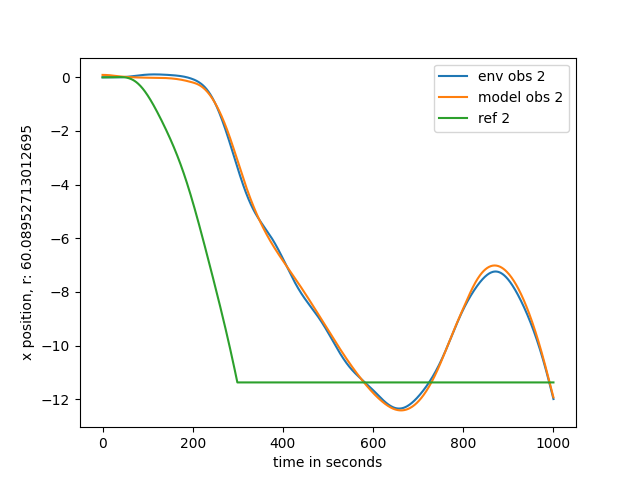 env obs 2
model obs 2
ref 2
0
−2
−4
−6
−8
−10
−12
x position, r: 60.08952713012695
0 200 400 600 800 1000
time in seconds